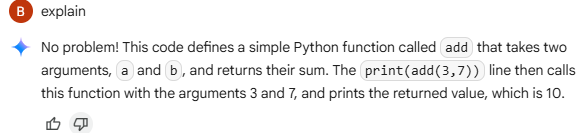 B explain
No problem! This code defines a simple Python function called add that takes two
arguments, a and b, and returns their sum. The print(add(3,7)) line then calls
this function with the arguments 3 and 7, and prints the returned value, which is 10.